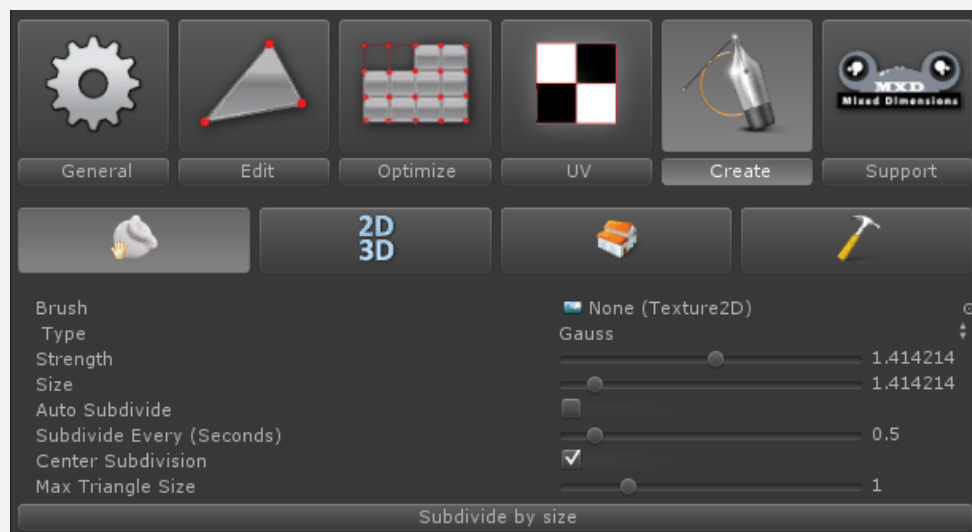 MXD
Mixed Dimensions
General Edit Optimize UV Create Support
2D
3D
Brush None (Texture2D)
Type Gauss
Strength 1.414214
Size 1.414214
Auto Subdivide
Subdivide Every (Seconds) 0.5
Center Subdivision
Max Triangle Size 1
Subdivide by size